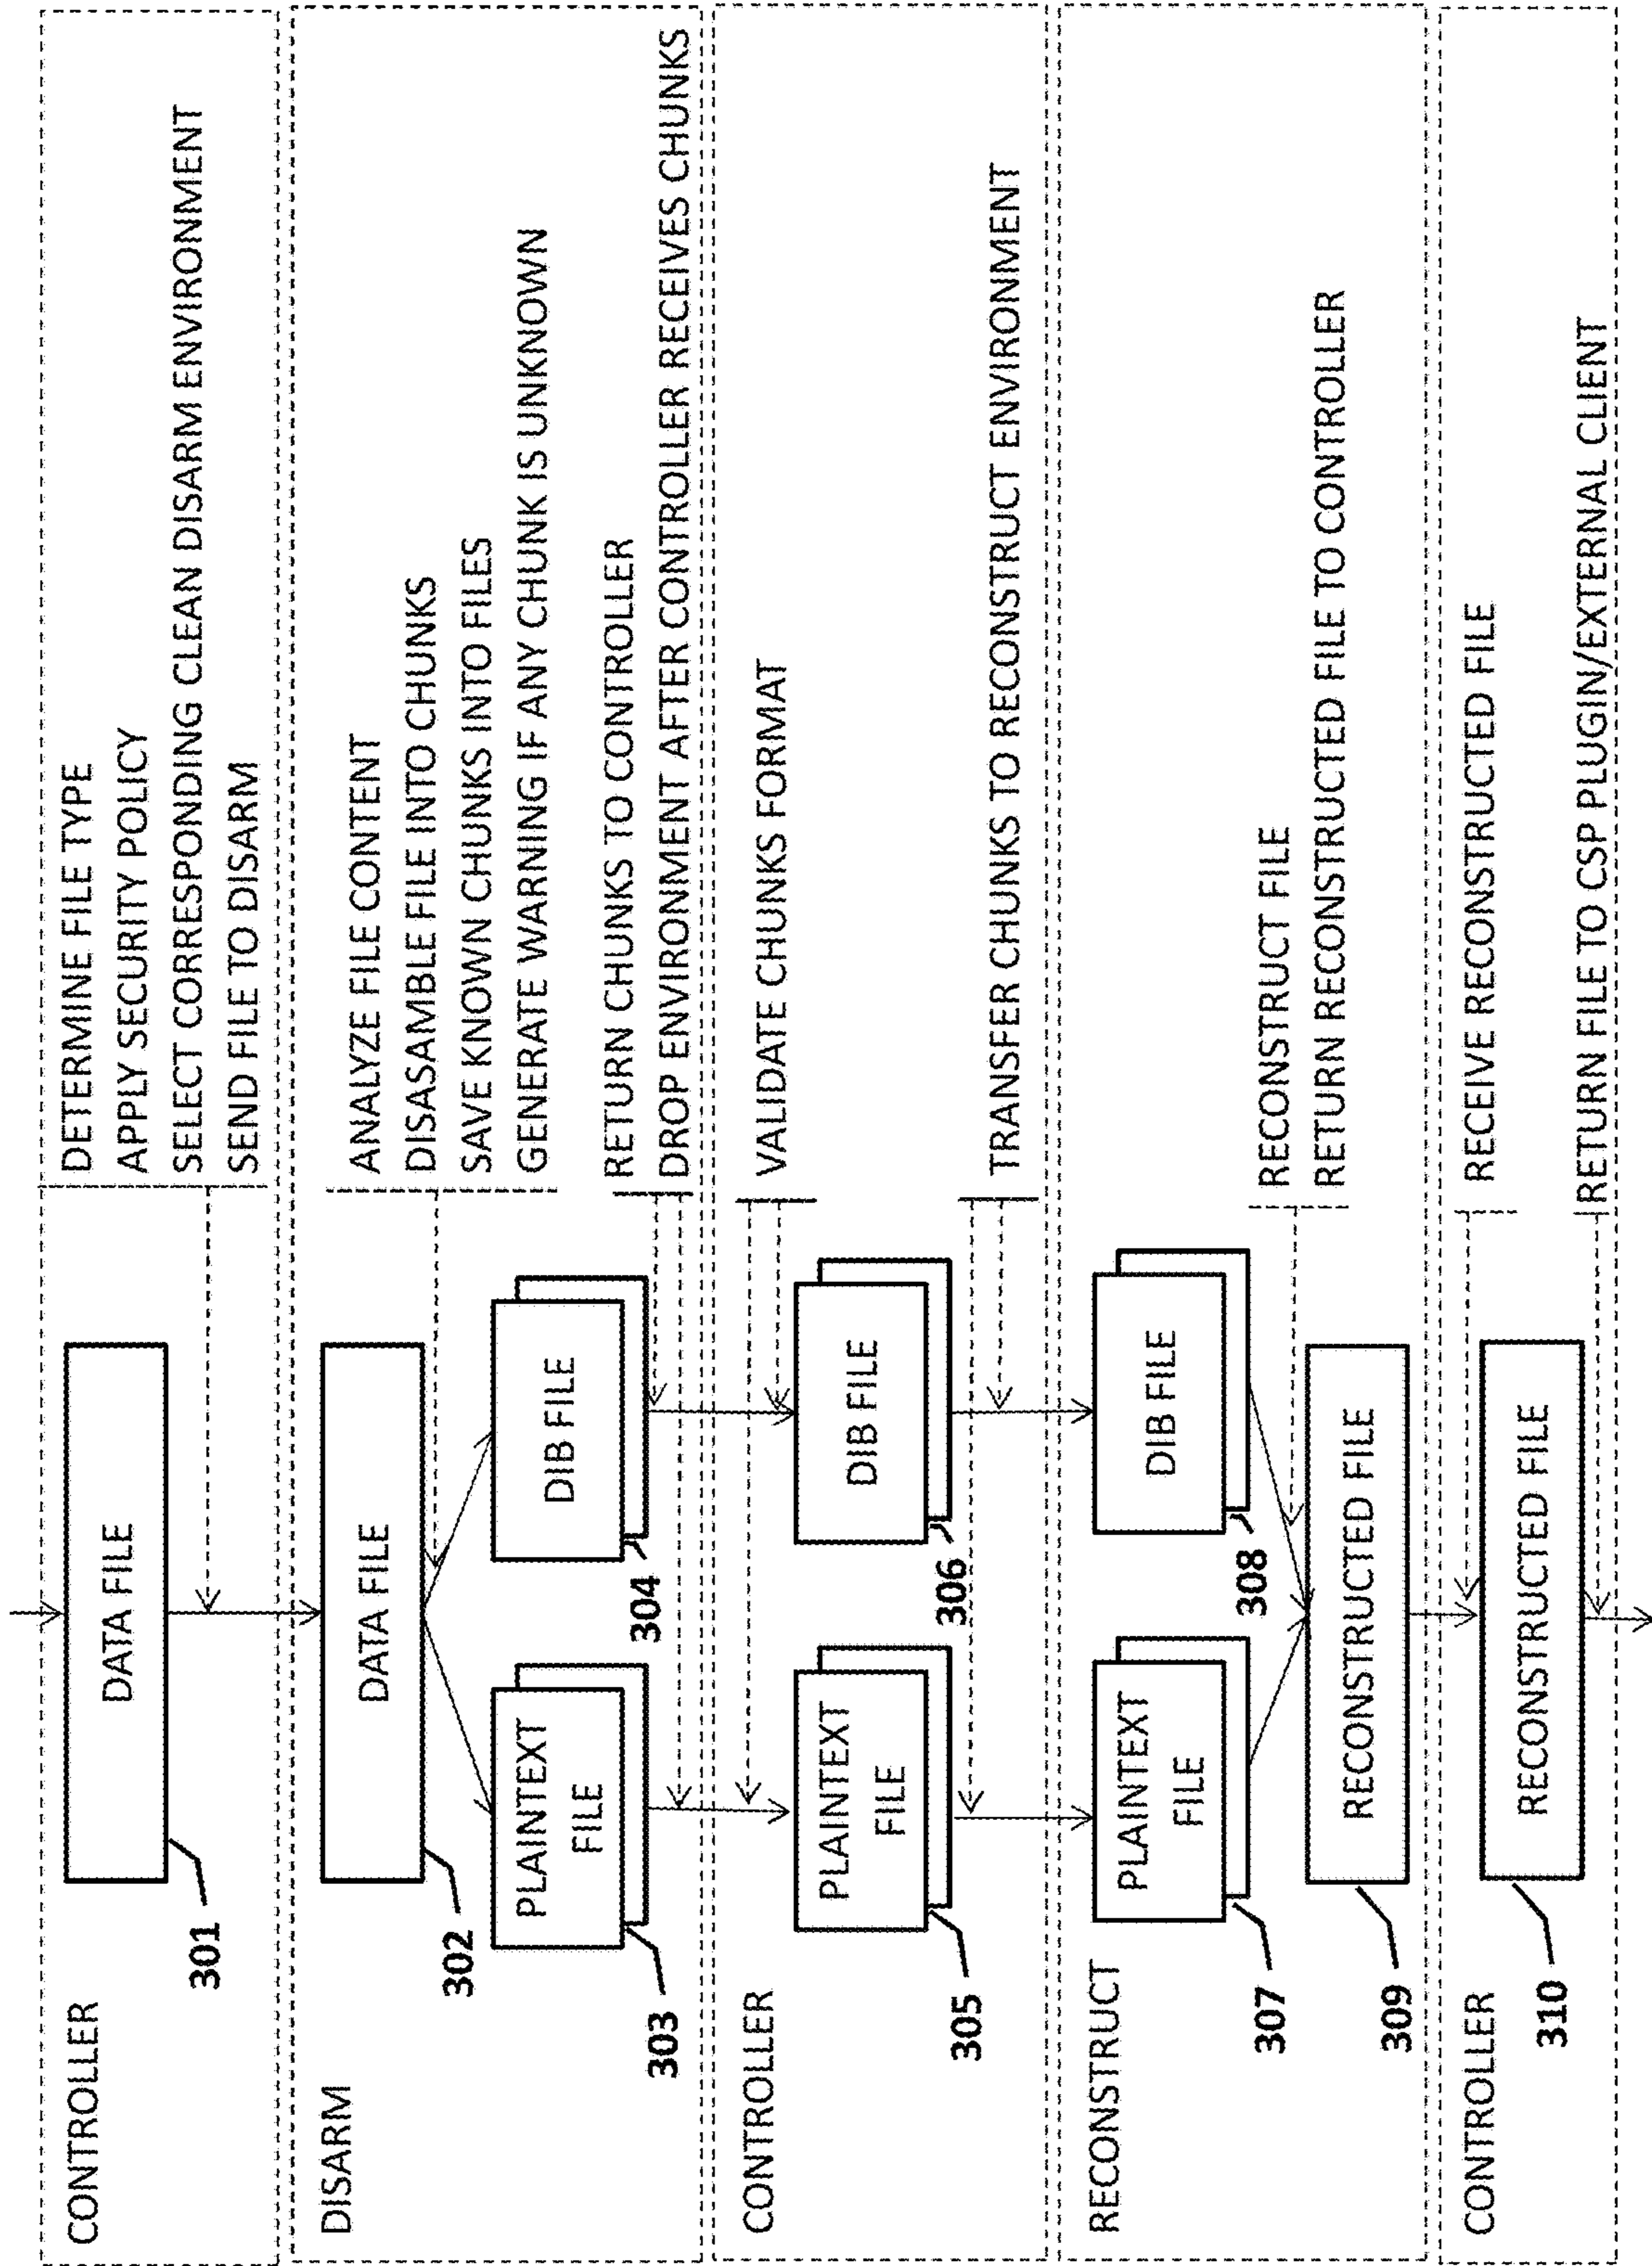 CONTROLLER
DATA FILE
301
DETERMINE FILE TYPE
APPLY SECURITY POLICY
SELECT CORRESPONDING CLEAN DISARM ENVIRONMENT
SEND FILE TO DISARM
DISARM
DATA FILE
302
PLAINTEXT
FILE
303
DIB FILE
304
ANALYZE FILE CONTENT
DISASAMBLE FILE INTO CHUNKS
SAVE KNOWN CHUNKS INTO FILES
GENERATE WARNING IF ANY CHUNK IS UNKNOWN
RETURN CHUNKS TO CONTROLLER
DROP ENVIRONMENT AFTER CONTROLLER RECEIVES CHUNKS
CONTROLLER
PLAINTEXT
FILE
305
DIB FILE
306
VALIDATE CHUNKS FORMAT
TRANSFER CHUNKS TO RECONSTRUCT ENVIRONMENT
RECONSTRUCT
PLAINTEXT
FILE
307
DIB FILE
308
RECONSTRUCTED FILE
309
RECONSTRUCT FILE
RETURN RECONSTRUCTED FILE TO CONTROLLER
CONTROLLER
RECONSTRUCTED FILE
310
RECEIVE RECONSTRUCTED FILE
RETURN FILE TO CSP PLUGIN/EXTERNAL CLIENT